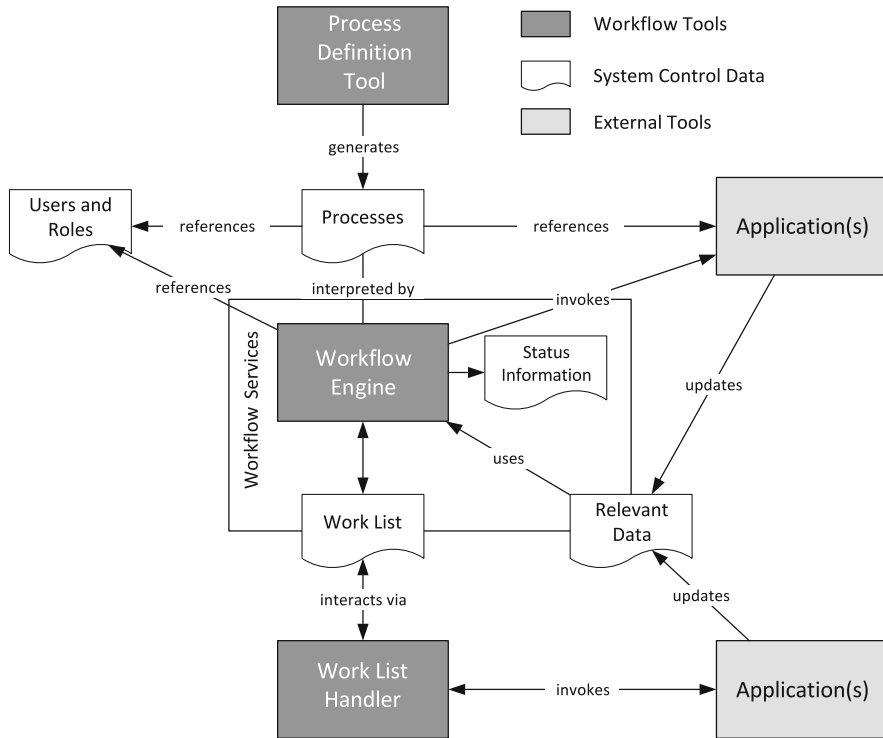 Process
Definition
Tool
Workflow Tools
System Control Data
External Tools
generates
Users and
Roles
references
Processes
references
Application(s)
references
interpreted by
invokes
Workflow Services
Workflow
Engine
Status
Information
updates
uses
Work List
Relevant
Data
interacts via
updates
Work List
Handler
invokes
Application(s)